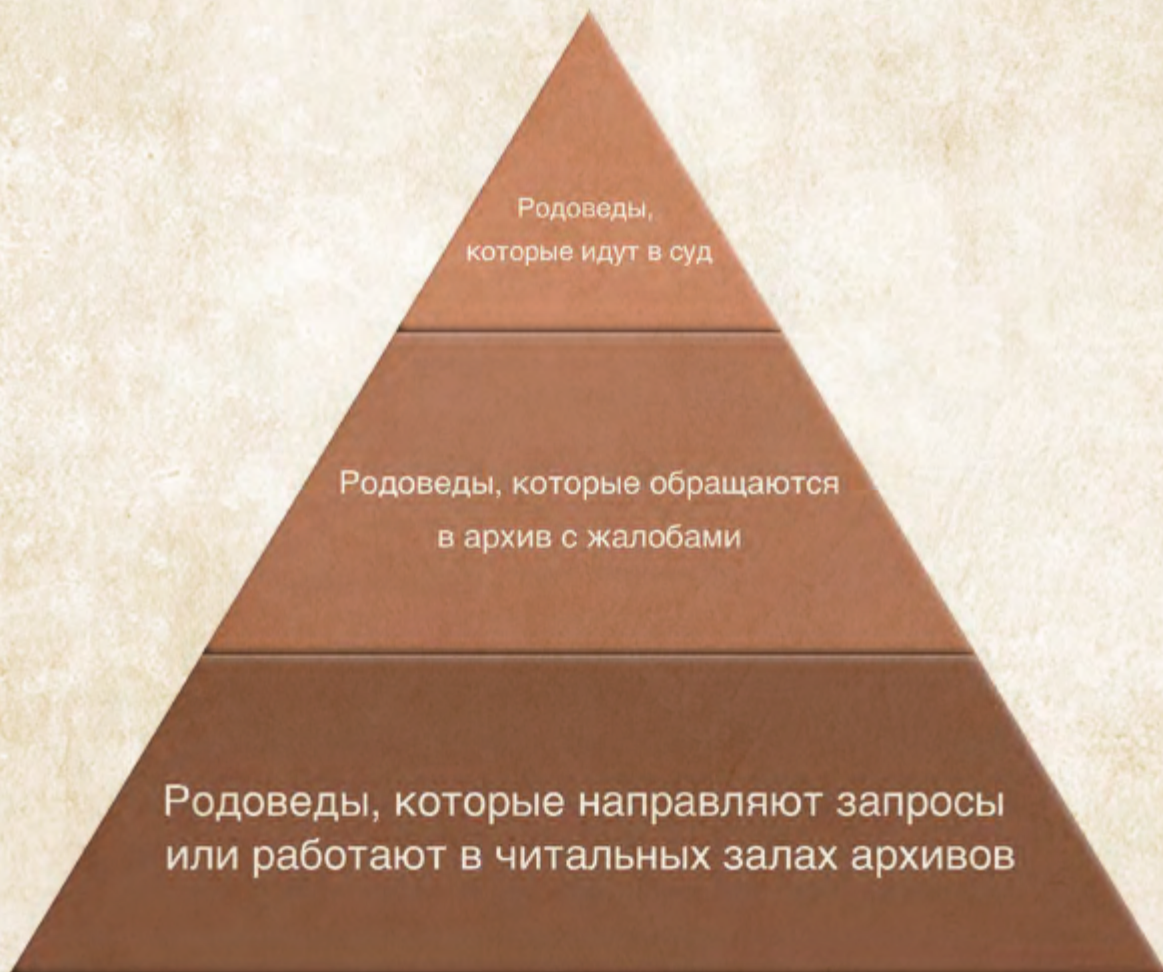 Родоведы,
которые идут в суд
Родоведы, которые обращаются
в архив с жалобами
Родоведы, которые направляют запросы
или работают в читальных залах архивов